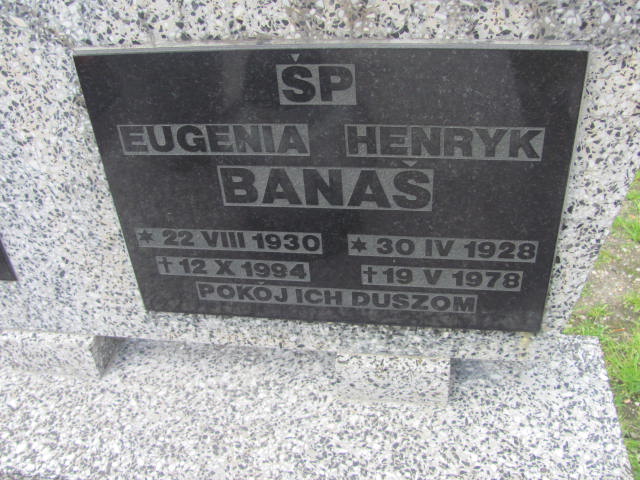 ŚP
EUGENIA HENRYK
BANAŚ
* 22 VIII 1930 * 30 IV 1928
† 12 X 1994 † 19 V 1978
POKÓJ ICH DUSZOM